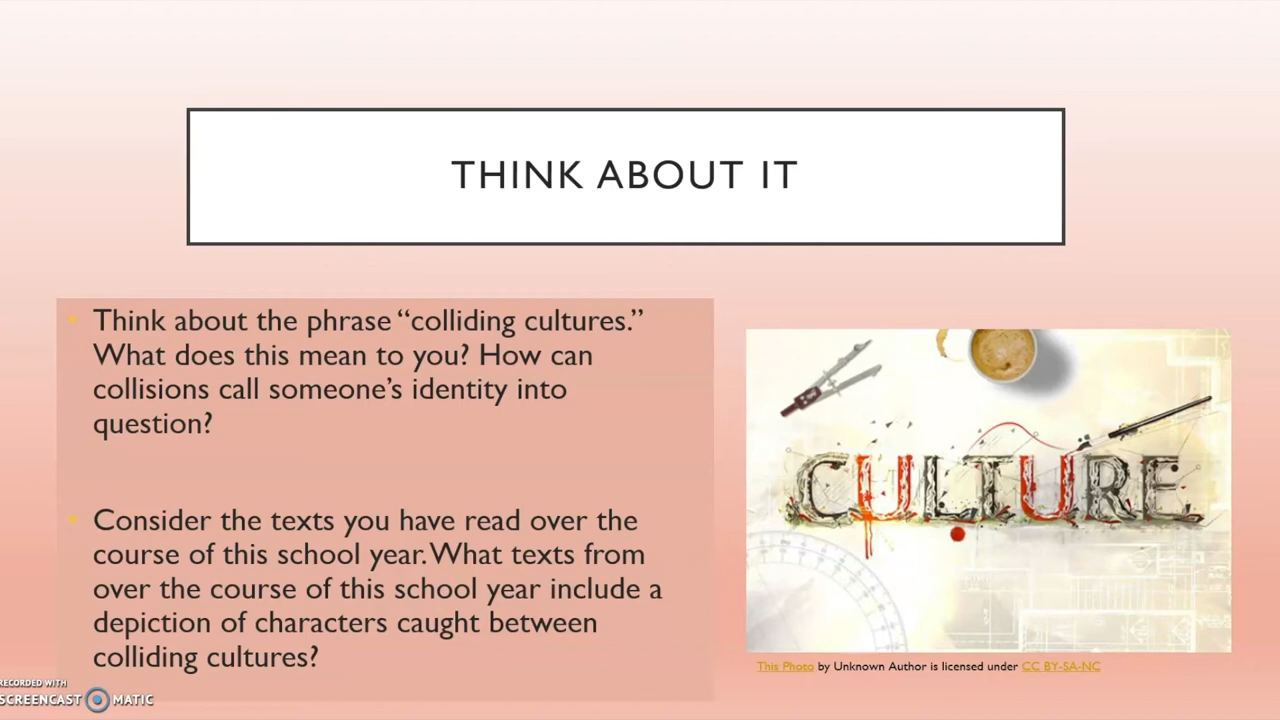 THINK ABOUT IT
Think about the phrase “colliding cultures.”
What does this mean to you? How can
collisions call someone’s identity into
question?
Consider the texts you have read over the
course of this school year. What texts from
over the course of this school year include a
depiction of characters caught between
colliding cultures?
CULTURE
This Photo by Unknown Author is licensed under CC BY-SA-NC
RECORDED WITH
SCREENCAST MATIC